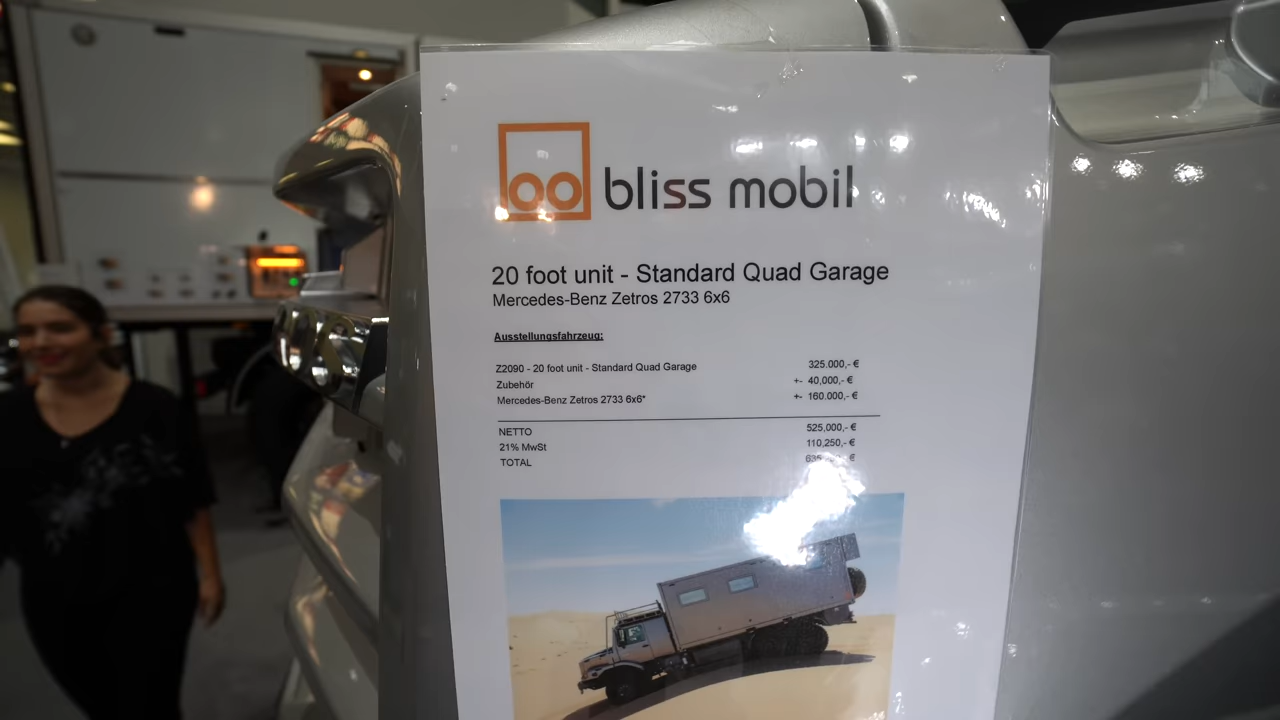 bliss mobil
20 foot unit - Standard Quad Garage
Mercedes-Benz Zetros 2733 6x6
Ausstellungsfahrzeug:
Z2090 - 20 foot unit - Standard Quad Garage 325.000,- €
Zubehör +- 40,000,- €
Mercedes-Benz Zetros 2733 6x6* +- 160.000,- €
NETTO 525,000,- €
21% MwSt 110,250,- €
TOTAL